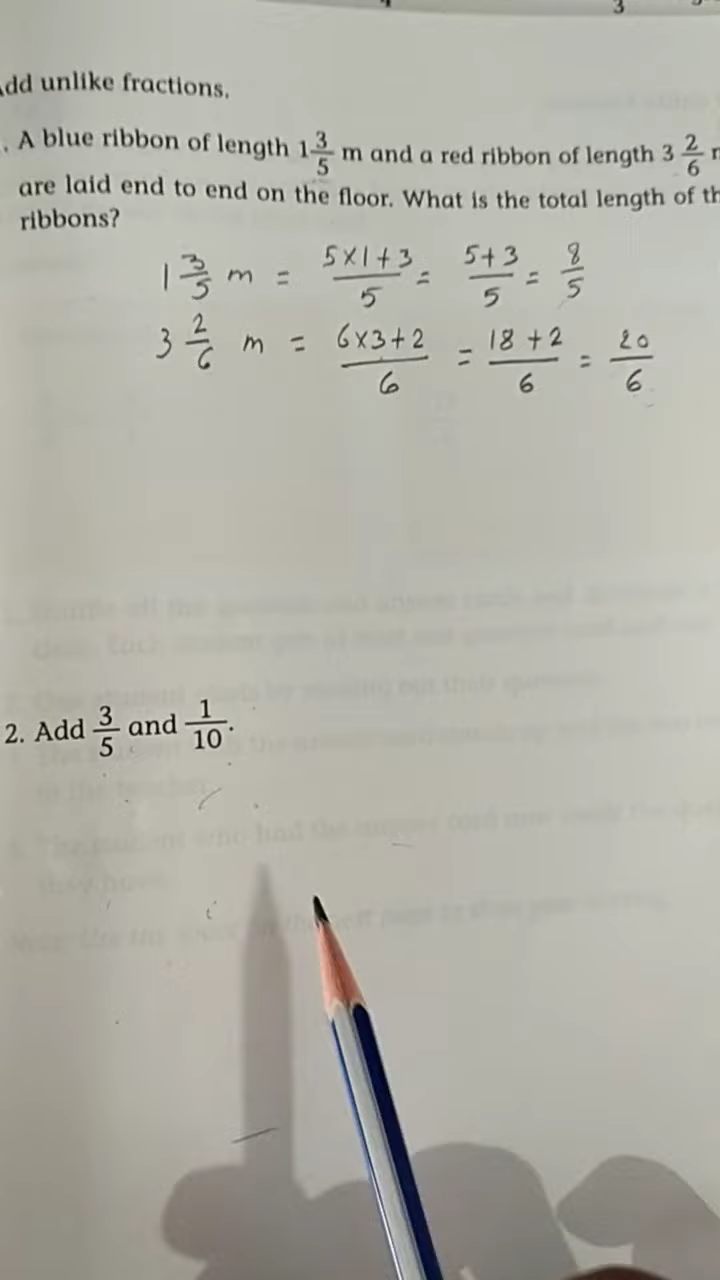 dd unlike fractions.
. A blue ribbon of length 1 3/5 m and a red ribbon of length 3 2/6
are laid end to end on the floor. What is the total length of th
ribbons?
1 3/5 m = 5×1+3/5 = 5+3/5 = 8/5
3 2/6 m = 6×3+2/6 = 18+2/6 = 20/6
2. Add 3/5 and 1/10.